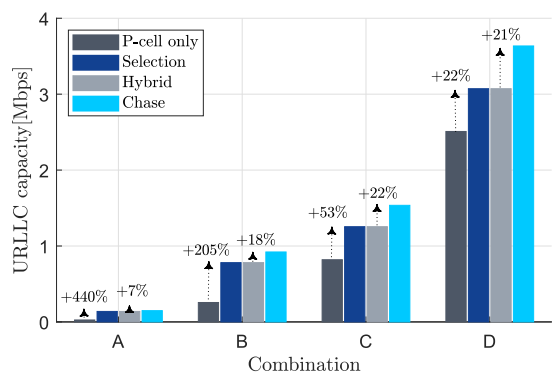 4
3
2
1
0
URLLC capacity[Mbps]
P-cell only
Selection
Hybrid
Chase
+440%
+7%
+205%
+18%
+53%
+22%
+22%
+21%
A
B
C
D
Combination